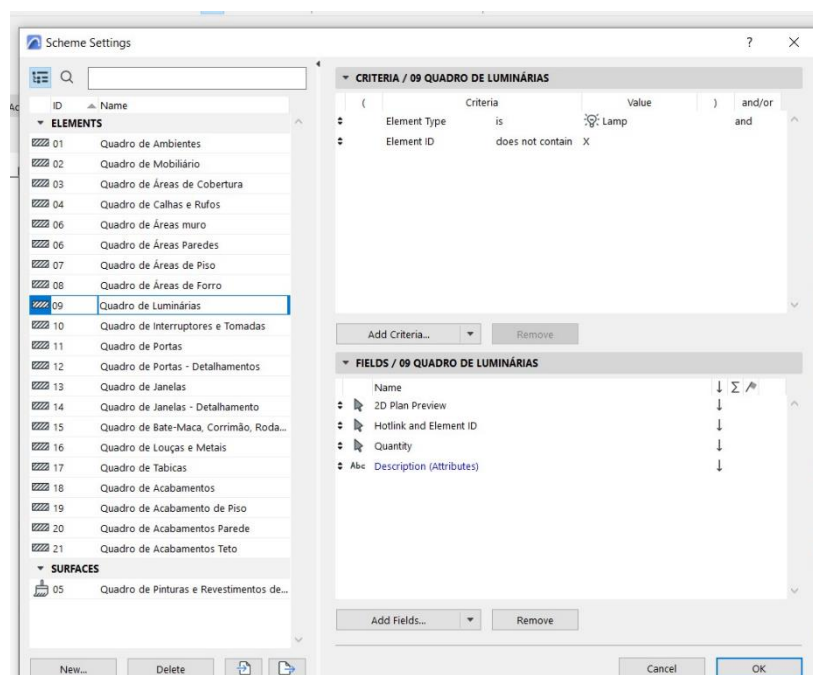 Scheme Settings
? ×
ID Name
ELEMENTS
01 Quadro de Ambientes
02 Quadro de Mobiliário
03 Quadro de Áreas de Cobertura
04 Quadro de Calhas e Rufos
06 Quadro de Áreas muro
06 Quadro de Áreas Paredes
07 Quadro de Áreas de Piso
08 Quadro de Áreas de Forro
09 Quadro de Luminárias
10 Quadro de Interruptores e Tomadas
11 Quadro de Portas
12 Quadro de Portas - Detalhamentos
13 Quadro de Janelas
14 Quadro de Janelas - Detalhamento
15 Quadro de Bate-Maca, Corrimão, Roda...
16 Quadro de Louças e Metais
17 Quadro de Tabicas
18 Quadro de Acabamentos
19 Quadro de Acabamento de Piso
20 Quadro de Acabamentos Parede
21 Quadro de Acabamentos Teto
SURFACES
05 Quadro de Pinturas e Revestimentos de...
New... Delete
CRITERIA / 09 QUADRO DE LUMINÁRIAS
( Criteria Value ) and/or
Element Type is Lamp and
Element ID does not contain X
Add Criteria... Remove
FIELDS / 09 QUADRO DE LUMINÁRIAS
Name ↓ Σ
2D Plan Preview ↓
Hotlink and Element ID ↓
Quantity ↓
Abc Description (Attributes) ↓
Add Fields... Remove
Cancel OK